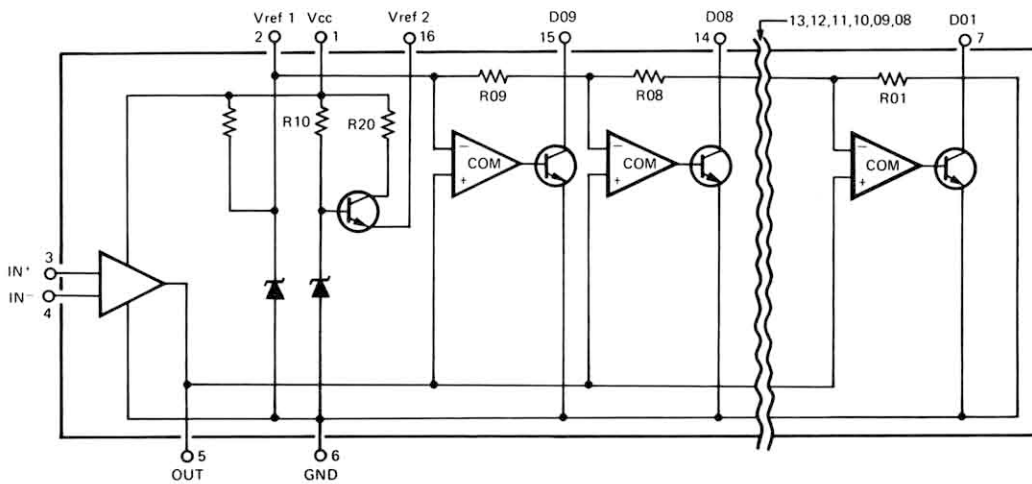 Vref 1 Vcc Vref 2 D09 D08 13,12,11,10,09,08 D01
2 1 16 15 14 7
R09 R08 R01
R10 R20
COM COM COM
− − −
+ + +
3
IN+
IN−
4
5 6
OUT GND